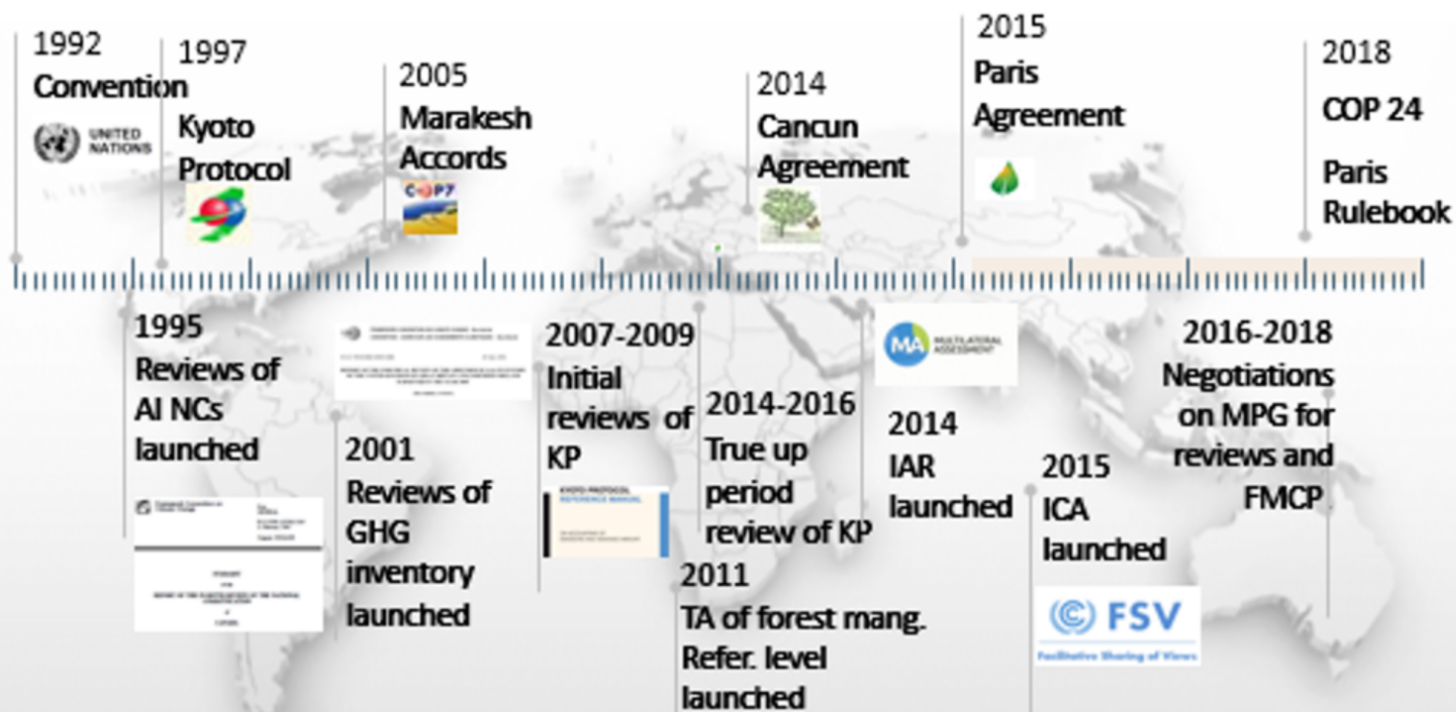 1992
Convention
UNITED
NATIONS
1997
Kyoto
Protocol
2005
Marakesh
Accords
COP7
2014
Cancun
Agreement
2015
Paris
Agreement
2018
COP 24
Paris
Rulebook
1995
Reviews of
AI NCs
launched
2001
Reviews of
GHG
inventory
launched
2007-2009
Initial
reviews of
KP
KYOTO PROTOCOL
REFERENCE MANUAL
2014-2016
True up
period
review of KP
2011
TA of forest mang.
Refer. level
launched
MA MULTILATERAL
ASSESSMENT
2014
IAR
launched
2015
ICA
launched
FSV
Facilitative Sharing of Views
2016-2018
Negotiations
on MPG for
reviews and
FMCP